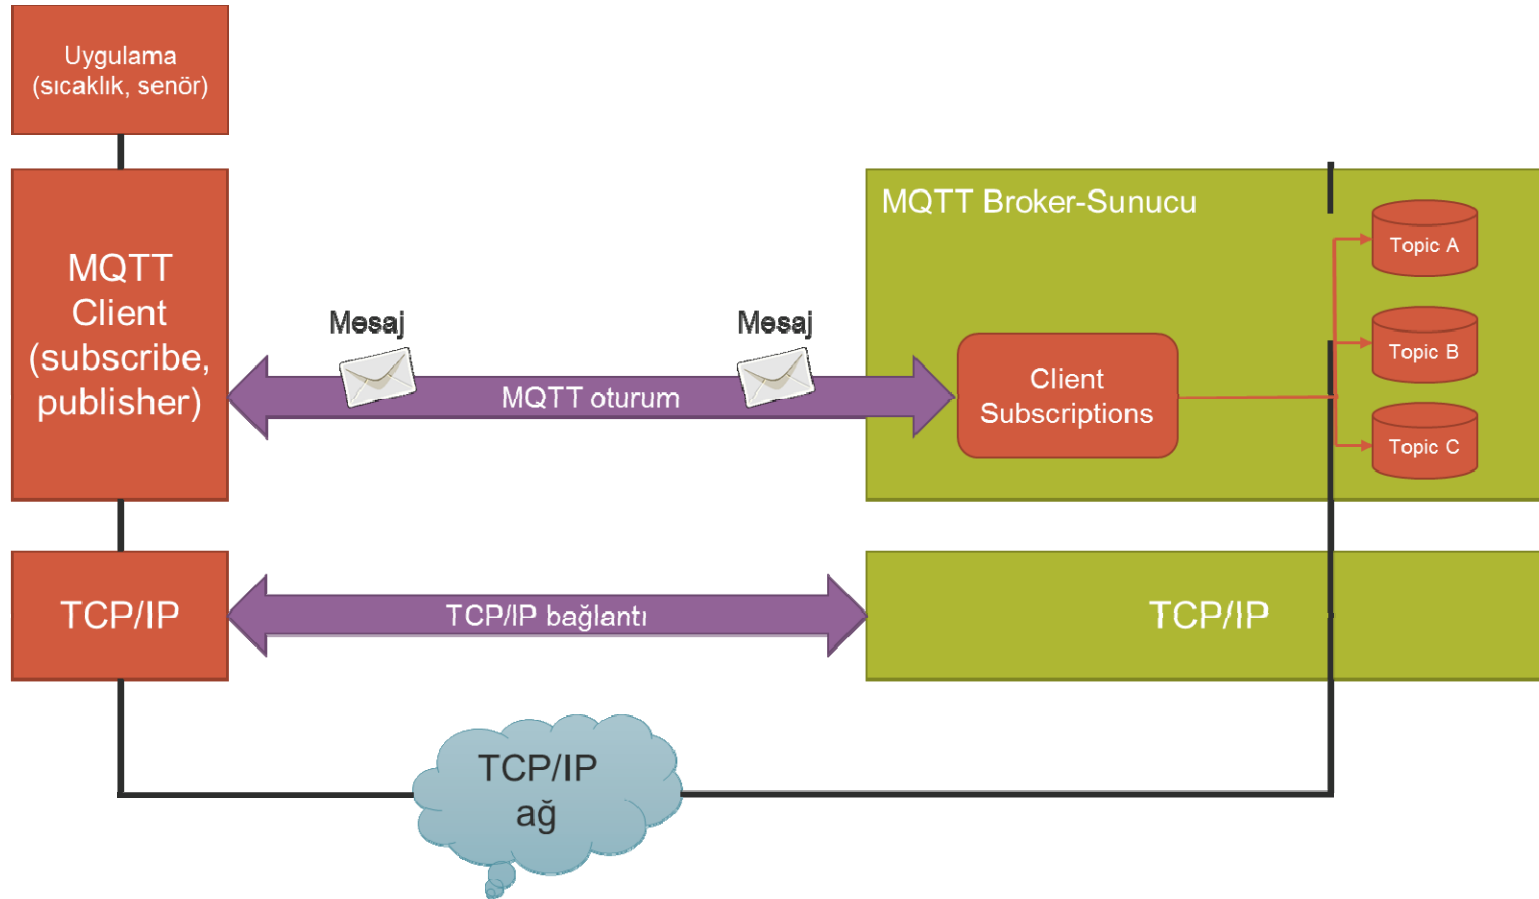 Uygulama
(sıcaklık, senör)
MQTT
Client
(subscribe,
publisher)
TCP/IP
Mesaj
Mesaj
MQTT oturum
TCP/IP bağlantı
TCP/IP
ağ
MQTT Broker-Sunucu
Client
Subscriptions
Topic A
Topic B
Topic C
TCP/IP